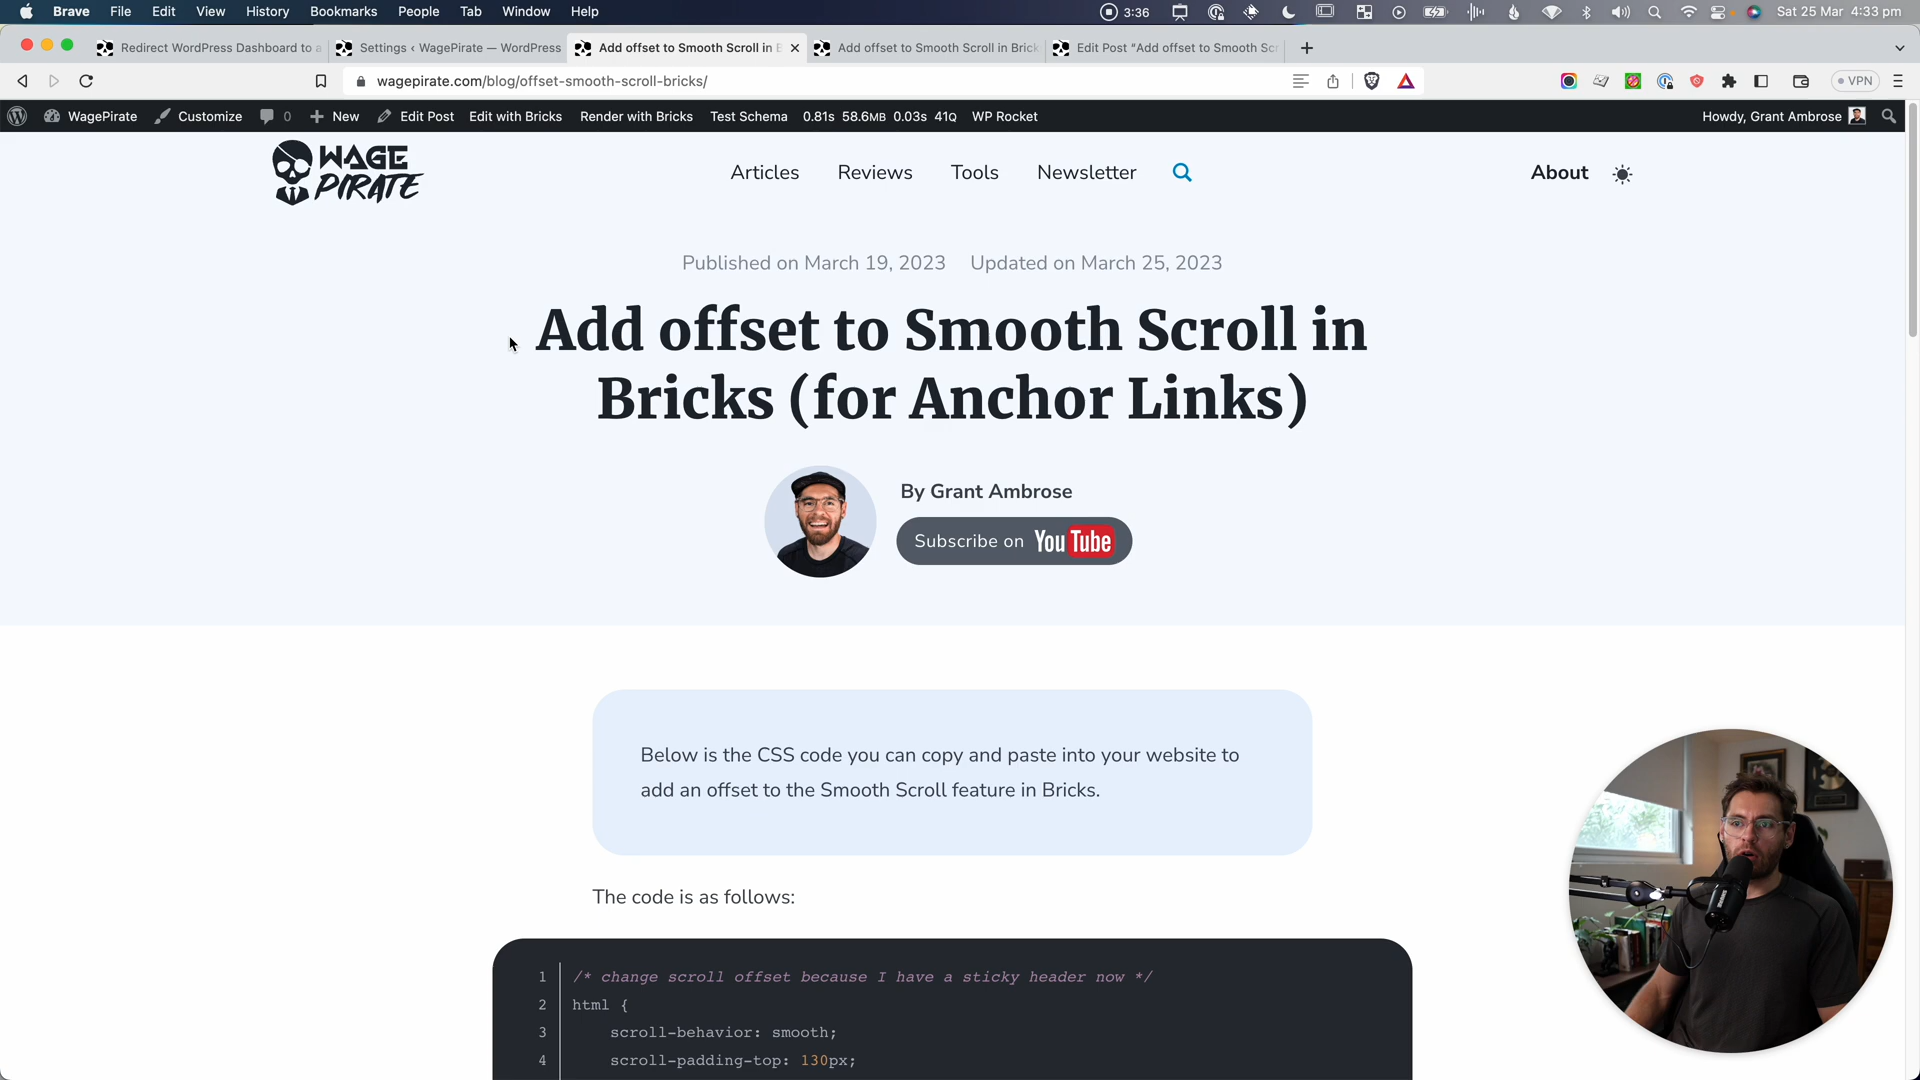 Brave File Edit View History Bookmarks People Tab Window Help 3:36 Sat 25 Mar 4:33 pm
Redirect WordPress Dashboard to a Settings ‹ WagePirate — WordPress Add offset to Smooth Scroll in B Add offset to Smooth Scroll in Brick Edit Post “Add offset to Smooth Scr
wagepirate.com/blog/offset-smooth-scroll-bricks/ VPN
WagePirate Customize 0 New Edit Post Edit with Bricks Render with Bricks Test Schema 0.81s 58.6MB 0.03s 41Q WP Rocket Howdy, Grant Ambrose
WAGE
PIRATE
Articles Reviews Tools Newsletter About
Published on March 19, 2023 Updated on March 25, 2023
Add offset to Smooth Scroll in
Bricks (for Anchor Links)
By Grant Ambrose
Subscribe on YouTube
Below is the CSS code you can copy and paste into your website to
add an offset to the Smooth Scroll feature in Bricks.
The code is as follows:
1 /* change scroll offset because I have a sticky header now */
2 html {
3 scroll-behavior: smooth;
4 scroll-padding-top: 130px;